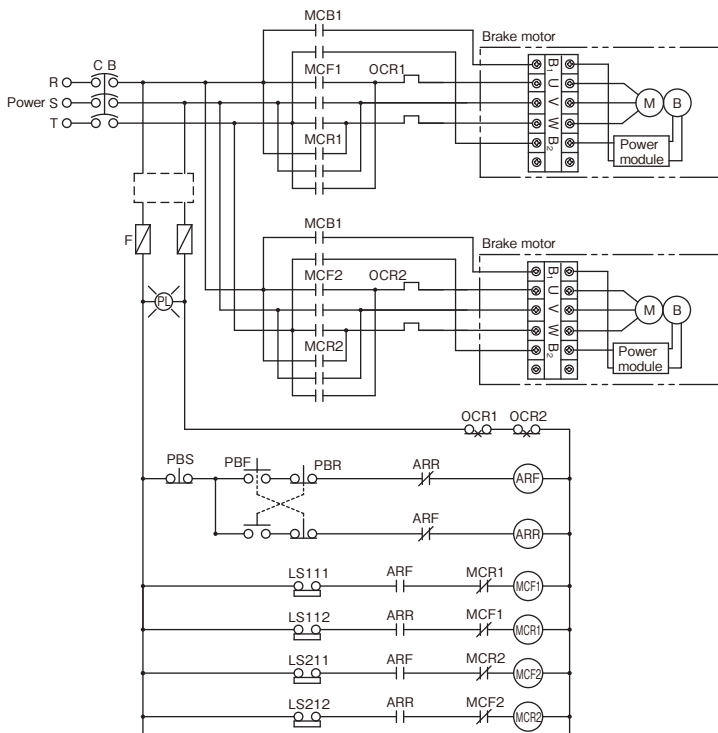 MCB1
Brake motor
C B
MCF1
OCR1
R
Power S
T
B1 U V W B2
M
B
MCR1
Power
module
F
MCB1
Brake motor
PL
MCF2
OCR2
B1 U V W B2
M
B
MCR2
Power
module
OCR1
OCR2
PBS
PBF
PBR
ARR
ARF
ARF
ARR
LS111
ARF
MCR1
MCF1
LS112
ARR
MCF1
MCR1
LS211
ARF
MCR2
MCF2
LS212
ARR
MCF2
MCR2